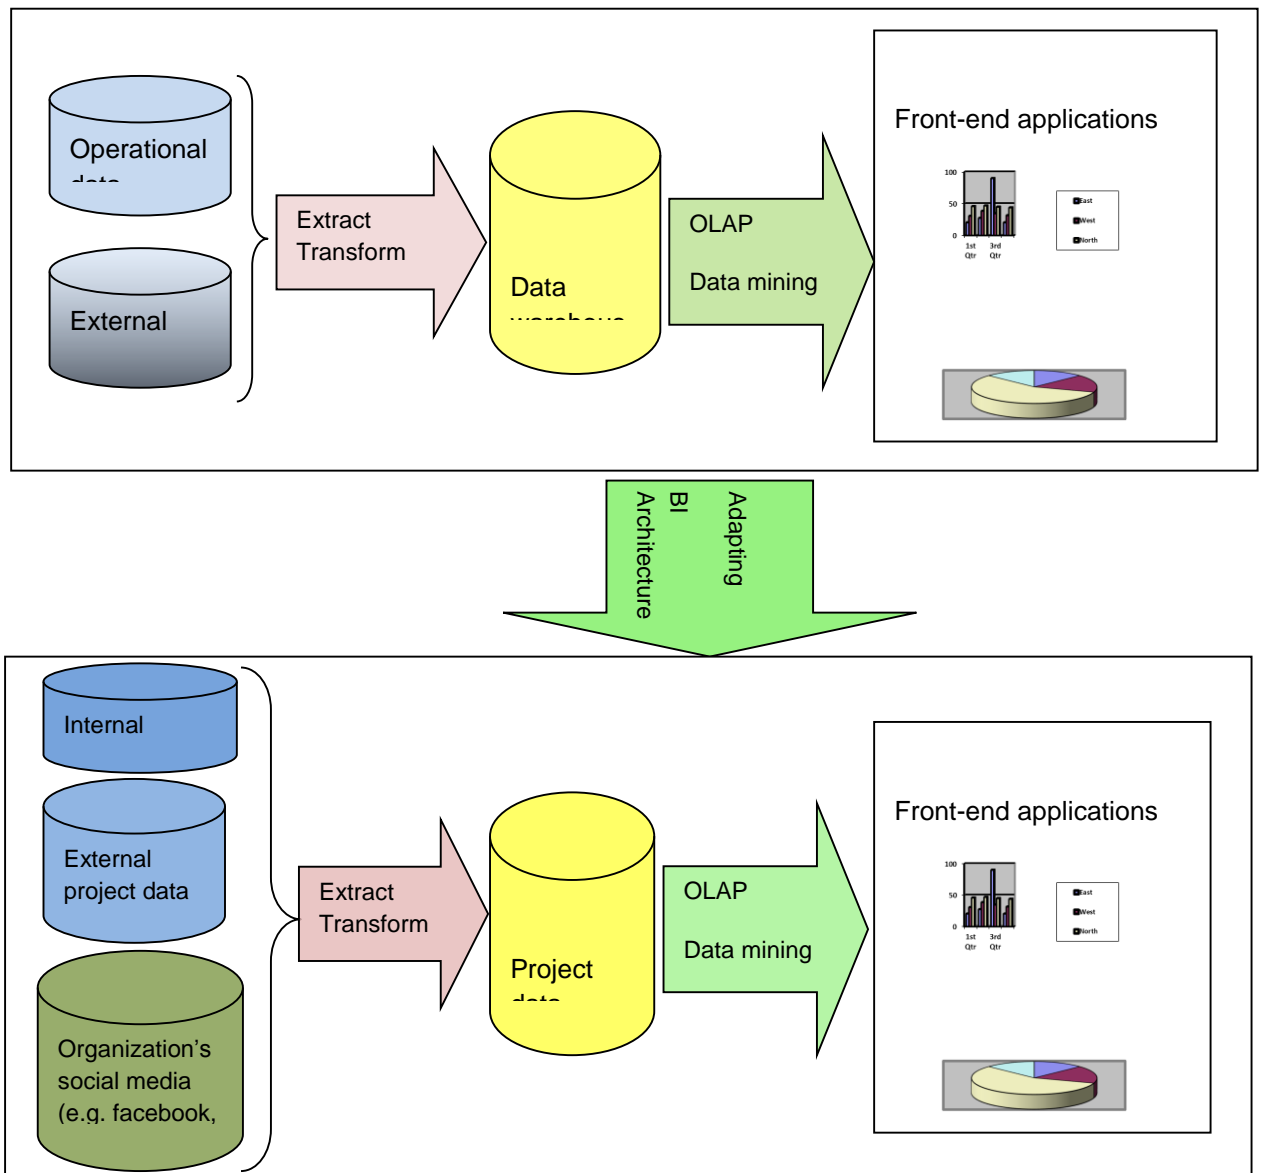 Operational
External
Extract
Transform
Data
OLAP
Data mining
Front-end applications
100
50
0
1st
Qtr
3rd
Qtr
East
West
North
Adapting
BI
Architecture
Internal
External
project data
Organization's
social media
(e.g. facebook,
Extract
Transform
Project
OLAP
Data mining
Front-end applications
100
50
0
1st
Qtr
3rd
Qtr
East
West
North